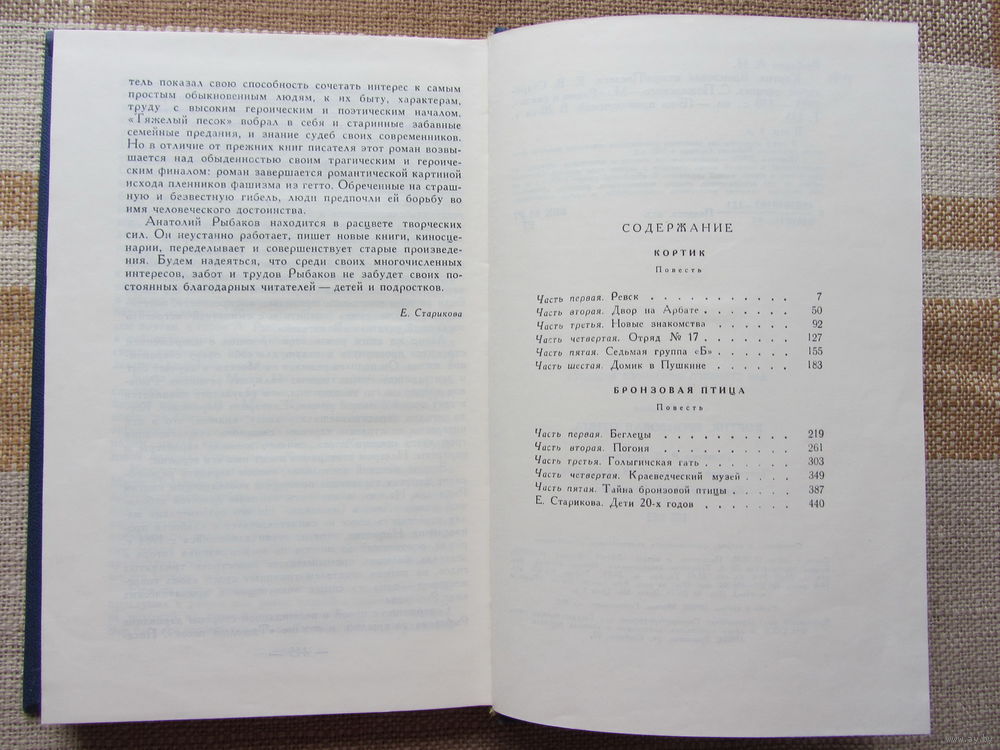 тель показал свою способность сочетать интерес к самым
простым обыкновенным людям, к их быту, характерам,
труду с высоким героическим и поэтическим началом.
«Тяжелый песок» вобрал в себя и старинные забавные
семейные предания, и знание судеб своих современников.
Но в отличие от прежних книг писателя этот роман возвы-
шается над обыденностью своим трагическим и героиче-
ским финалом: роман завершается романтической картиной
исхода пленников фашизма из гетто. Обреченные на страш-
ную и безвестную гибель, люди предпочли ей борьбу во
имя человеческого достоинства.
Анатолий Рыбаков находится в расцвете творческих
сил. Он неустанно работает, пишет новые книги, киносце-
нарии, переделывает и совершенствует старые произведе-
ния. Будем надеяться, что среди своих многочисленных
интересов, забот и трудов Рыбаков не забудет своих по-
стоянных благодарных читателей — детей и подростков.
Е. Старикова
СОДЕРЖАНИЕ
КОРТИК
Повесть
Часть первая. Ревск . . . . . . . . . . . 7
Часть вторая. Двор на Арбате . . . . . . . 50
Часть третья. Новые знакомства . . . . . . 92
Часть четвертая. Отряд № 17 . . . . . . . 127
Часть пятая. Седьмая группа «Б» . . . . . . 155
Часть шестая. Домик в Пушкине . . . . . . 183
БРОНЗОВАЯ ПТИЦА
Повесть
Часть первая. Беглецы . . . . . . . . . . 219
Часть вторая. Погоня . . . . . . . . . . 261
Часть третья. Голыгинская гать . . . . . . . 303
Часть четвертая. Краеведческий музей . . . . 349
Часть пятая. Тайна бронзовой птицы . . . . . 387
Е. Старикова. Дети 20-х годов . . . . . . . 440
www.ay.by